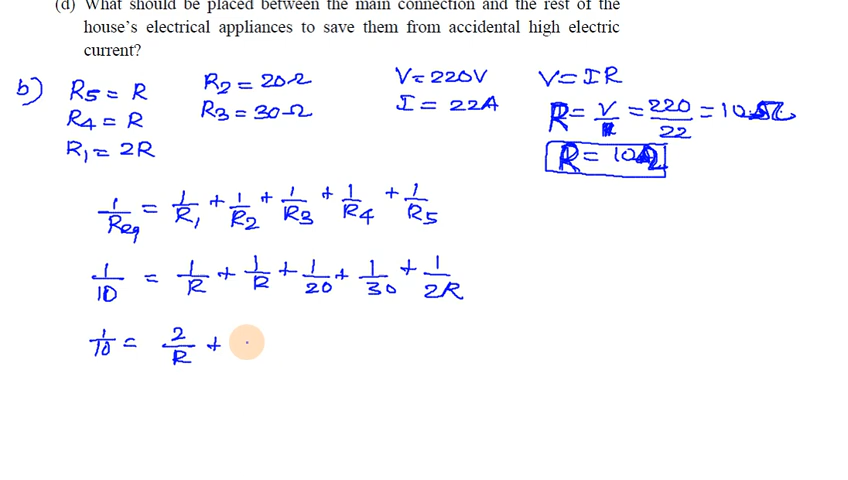 (d) What should be placed between the main connection and the rest of the
house's electrical appliances to save them from accidental high electric
current?
b) R5 = R R2 = 20Ω V = 220V V = IR
R4 = R R3 = 30Ω I = 22A R = V/R = 220/22 = 10Ω
R1 = 2R R = 10Ω
1/Req = 1/R1 + 1/R2 + 1/R3 + 1/R4 + 1/R5
1/10 = 1/R + 1/R + 1/20 + 1/30 + 1/2R
1/10 = 2/R +